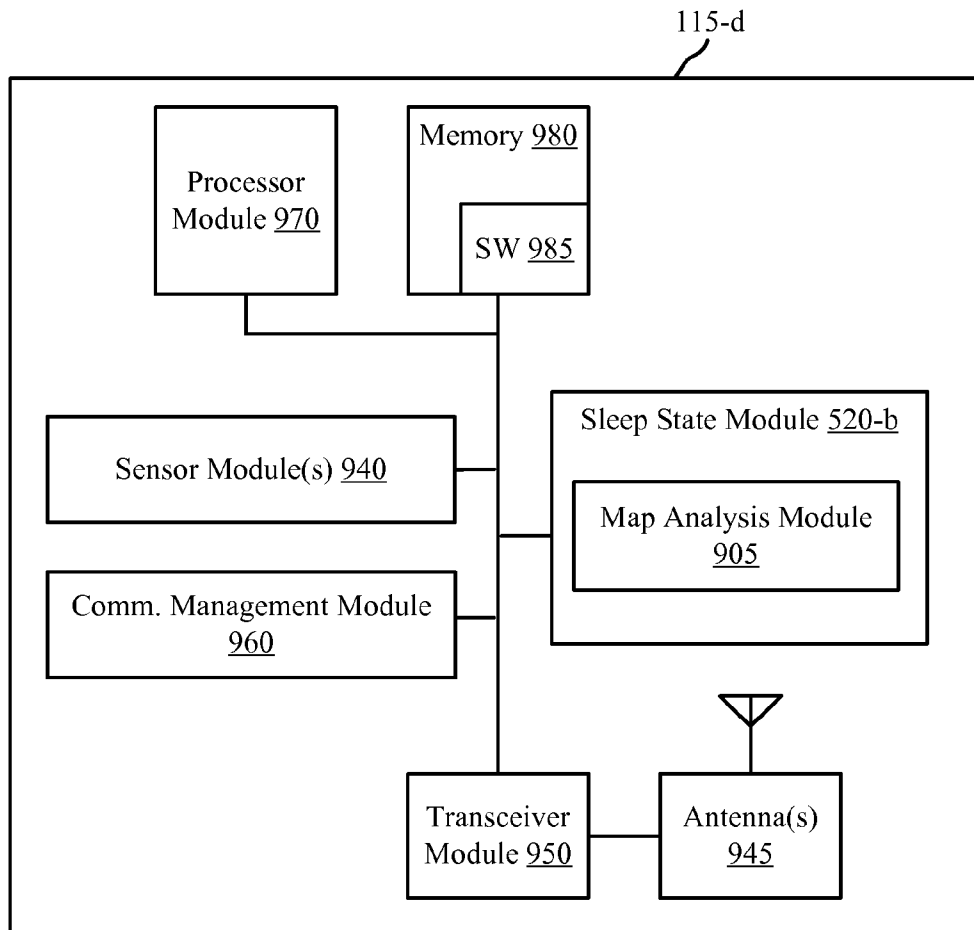 115-d
Processor
Module 970
Memory 980
SW 985
Sleep State Module 520-b
Map Analysis Module
905
Sensor Module(s) 940
Comm. Management Module
960
Transceiver
Module 950
Antenna(s)
945